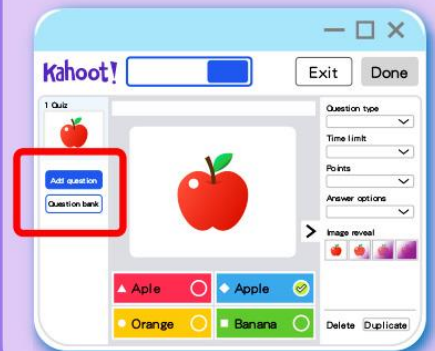 Kahoot!
Exit
Done
1 Quiz
Add question
Question bank
Aple
Apple
Orange
Banana
Question type
Time limit
Points
Answer options
Image reveal
Delete
Duplicate